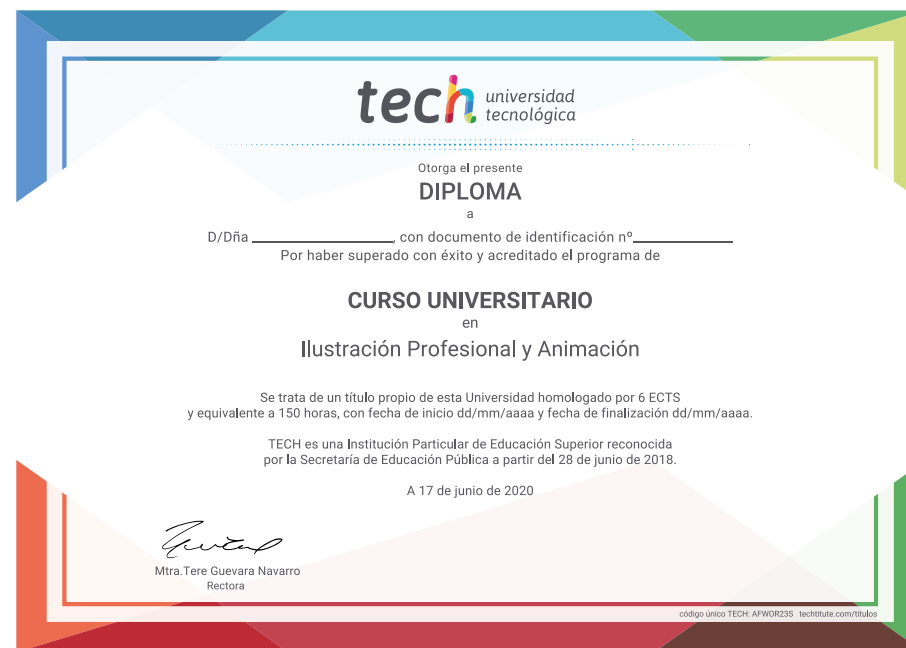 tech universidad
tecnológica
Otorga el presente
DIPLOMA
a
D/Dña ____________________, con documento de identificación nº______________
Por haber superado con éxito y acreditado el programa de
CURSO UNIVERSITARIO
en
Ilustración Profesional y Animación
Se trata de un título propio de esta Universidad homologado por 6 ECTS
y equivalente a 150 horas, con fecha de inicio dd/mm/aaaa y fecha de finalización dd/mm/aaaa.
TECH es una Institución Particular de Educación Superior reconocida
por la Secretaría de Educación Pública a partir del 28 de junio de 2018.
A 17 de junio de 2020
Mtra.Tere Guevara Navarro
Rectora
código único TECH: AFWOR23S techtitute.com/titulos